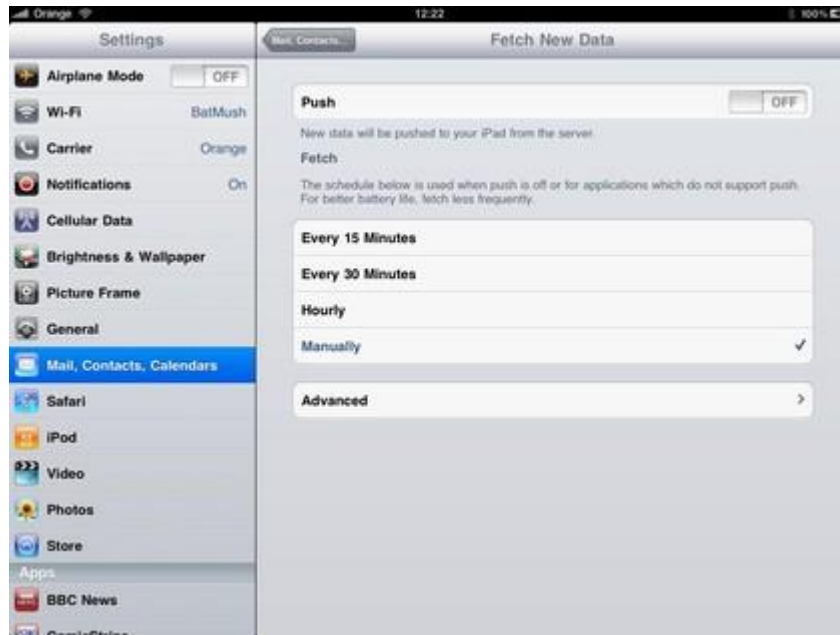 Orange 12:22 100%
Settings
Airplane Mode OFF
Wi-Fi BatMush
Carrier Orange
Notifications On
Cellular Data
Brightness & Wallpaper
Picture Frame
General
Mail, Contacts, Calendars
Safari
iPod
Video
Photos
Store
Apps
BBC News
ComicStrips
Mail, Contacts...
Fetch New Data
Push OFF
New data will be pushed to your iPad from the server.
Fetch
The schedule below is used when push is off or for applications which do not support push.
For better battery life, fetch less frequently.
Every 15 Minutes
Every 30 Minutes
Hourly
Manually
Advanced